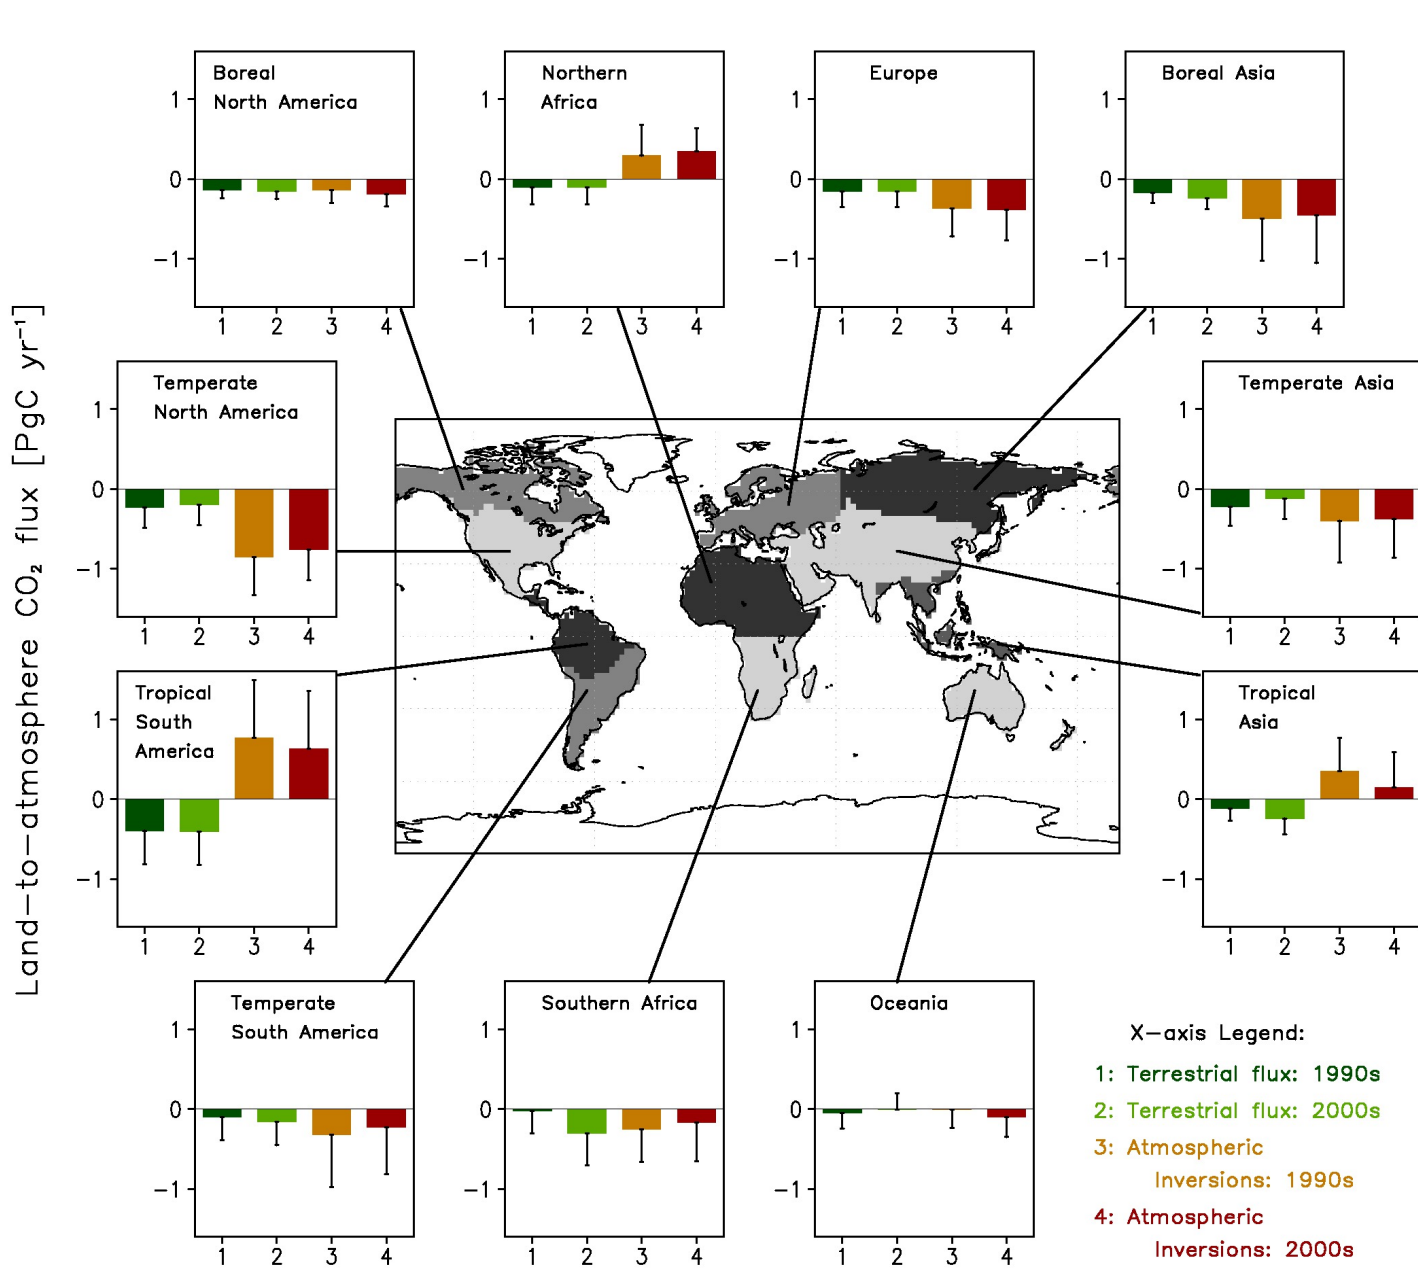 Land-to-atmosphere CO₂ flux [PgC yr⁻¹]
Boreal
North America
1
0
-1
1 2 3 4
Northern
Africa
1
0
-1
1 2 3 4
Europe
1
0
-1
1 2 3 4
Boreal Asia
1
0
-1
1 2 3 4
Temperate
North America
1
0
-1
1 2 3 4
Temperate Asia
1
0
-1
1 2 3 4
Tropical
South
America
1
0
-1
1 2 3 4
Tropical
Asia
1
0
-1
1 2 3 4
Temperate
South America
1
0
-1
1 2 3 4
Southern Africa
1
0
-1
1 2 3 4
Oceania
1
0
-1
1 2 3 4
X-axis Legend:
1: Terrestrial flux: 1990s
2: Terrestrial flux: 2000s
3: Atmospheric
Inversions: 1990s
4: Atmospheric
Inversions: 2000s